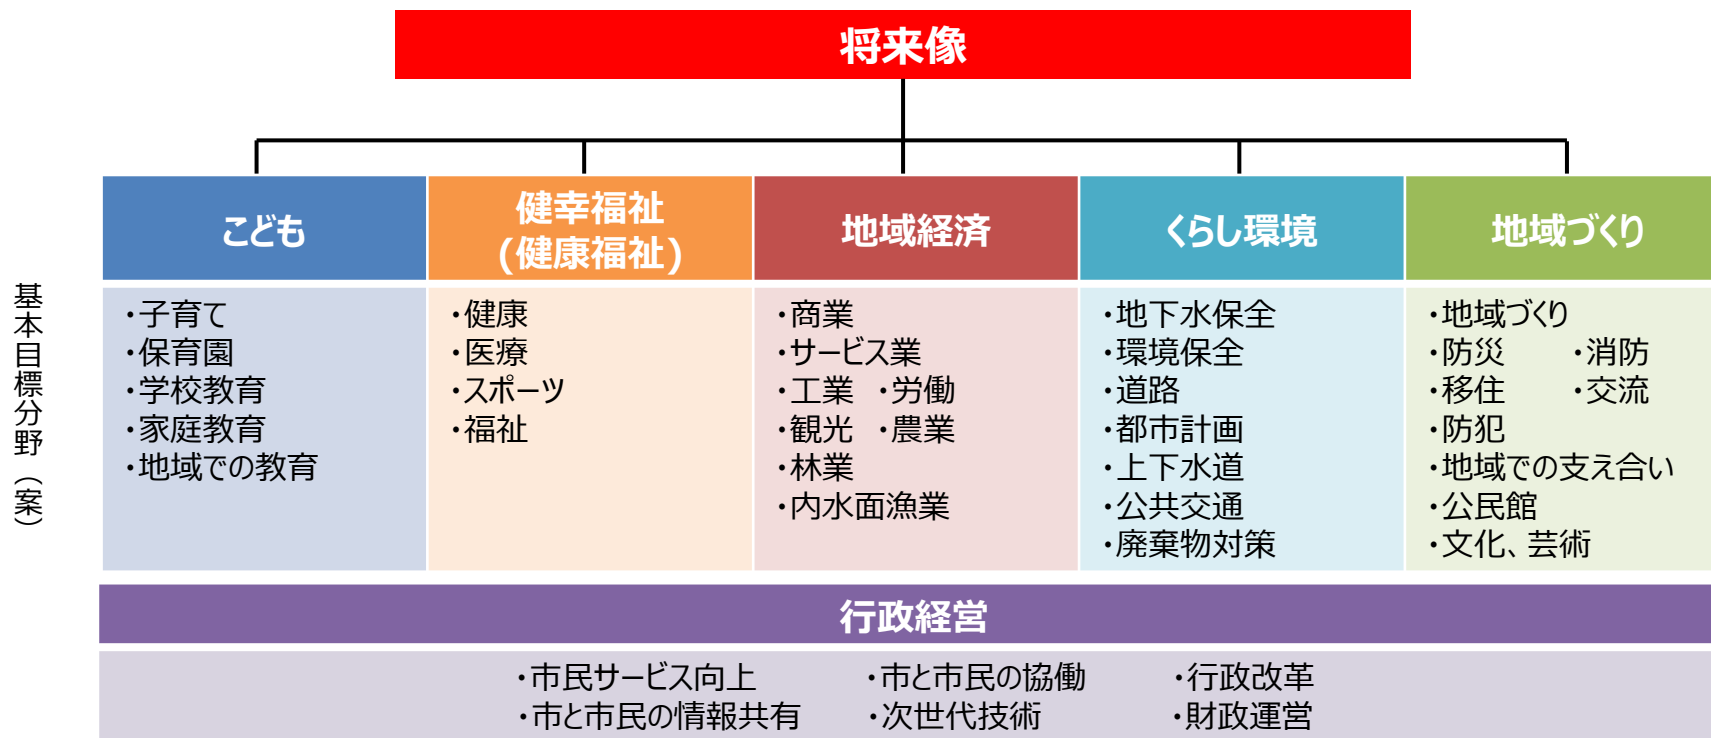 将来像
基本目標分野（案）
こども
健幸福祉
(健康福祉)
地域経済
くらし環境
地域づくり
・子育て
・保育園
・学校教育
・家庭教育
・地域での教育
・健康
・医療
・スポーツ
・福祉
・商業
・サービス業
・工業 ・労働
・観光 ・農業
・林業
・内水面漁業
・地下水保全
・環境保全
・道路
・都市計画
・上下水道
・公共交通
・廃棄物対策
・地域づくり
・防災 ・消防
・移住 ・交流
・防犯
・地域での支え合い
・公民館
・文化、芸術
行政経営
・市民サービス向上 ・市と市民の協働 ・行政改革
・市と市民の情報共有 ・次世代技術 ・財政運営